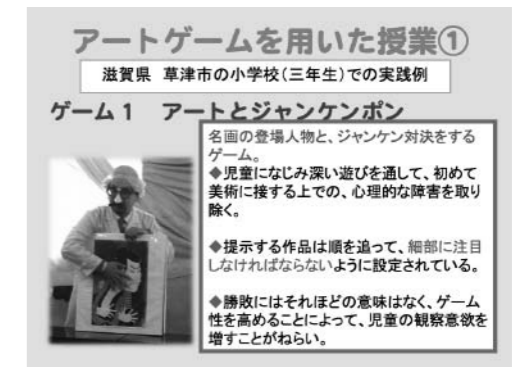 アートゲームを用いた授業①
滋賀県 草津市の小学校(三年生)での実践例
ゲーム1 アートとジャンケンポン
名画の登場人物と、ジャンケン対決をする
ゲーム。
◆児童になじみ深い遊びを通して、初めて
美術に接する上での、心理的な障害を取り
除く。
◆提示する作品は順を追って、細部に注目
しなければならないように設定されている。
◆勝敗にはそれほどの意味はなく、ゲーム
性を高めることによって、児童の観察意欲を
増すことがねらい。